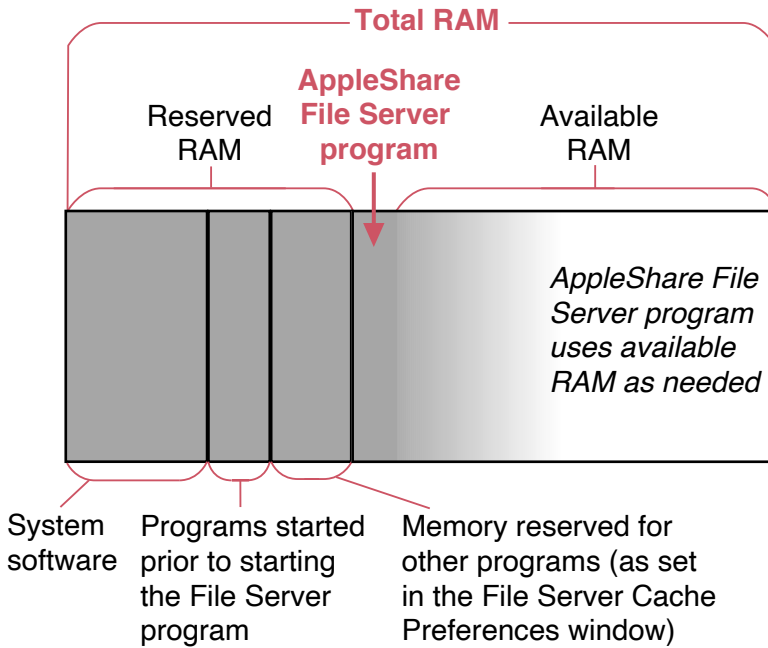 Total RAM
AppleShare
File Server
program
Reserved
RAM
Available
RAM
AppleShare File
Server program
uses available
RAM as needed
System
software
Programs started
prior to starting
the File Server
program
Memory reserved for
other programs (as set
in the File Server Cache
Preferences window)